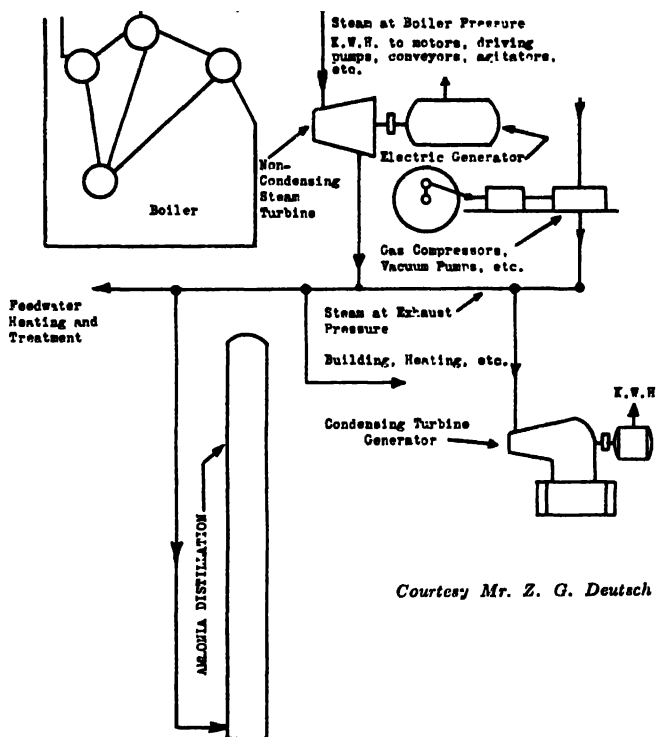 Steam at Boiler Pressure
K.W.H. to motors, driving
pumps, conveyors, agitators,
etc.
Electric Generator
Non-
Condensing
Steam
Turbine
Boiler
Gas Compressors,
Vacuum Pumps, etc.
Feedwater
Heating and
Treatment
Steam at Exhaust
Pressure
Building, Heating, etc.
K.W.H
Condensing Turbine
Generator
AMMONIA DISTILLATION
Courtesy Mr. Z. G. Deutsch